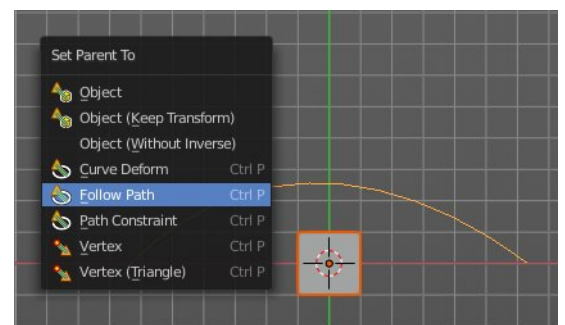 Set Parent To
Object
Object (Keep Transform)
Object (Without Inverse)
Curve Deform Ctrl P
Follow Path Ctrl P
Path Constraint Ctrl P
Vertex Ctrl P
Vertex (Triangle) Ctrl P